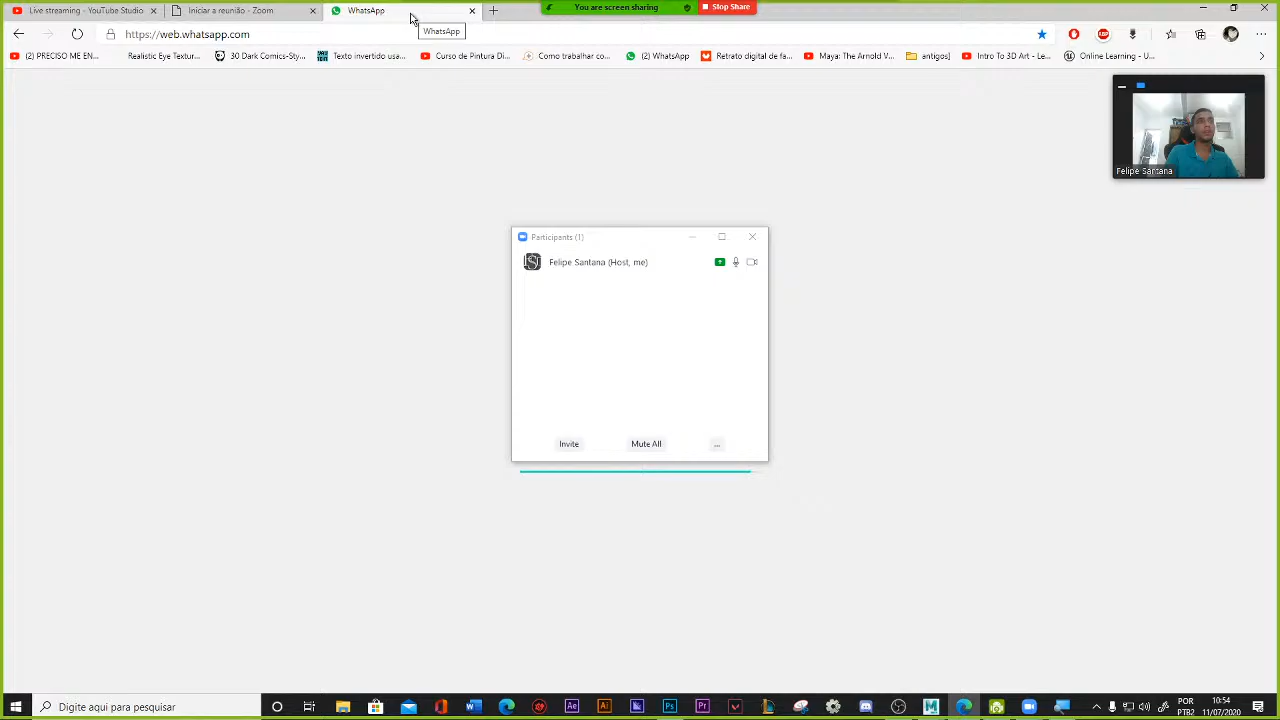 Live streaming - YouTube Studio
Iniciar a reunião - Zoom
WhatsApp
You are screen sharing
Stop Share
https://web.whatsapp.com
WhatsApp
(2) PRECISO ME EN...
Realistic Eye Textur...
30 Dark Comics-Sty...
Texto invertido usa...
Curso de Pintura Di...
Como trabalhar co...
(2) WhatsApp
Retrato digital de fa...
Maya: The Arnold V...
antigos]
Intro To 3D Art - Le...
Online Learning - U...
Felipe Santana
Participants (1)
Felipe Santana (Host, me)
Invite
Mute All
...
Digite aqui para pesquisar
POR
PTB2
10:54
11/07/2020